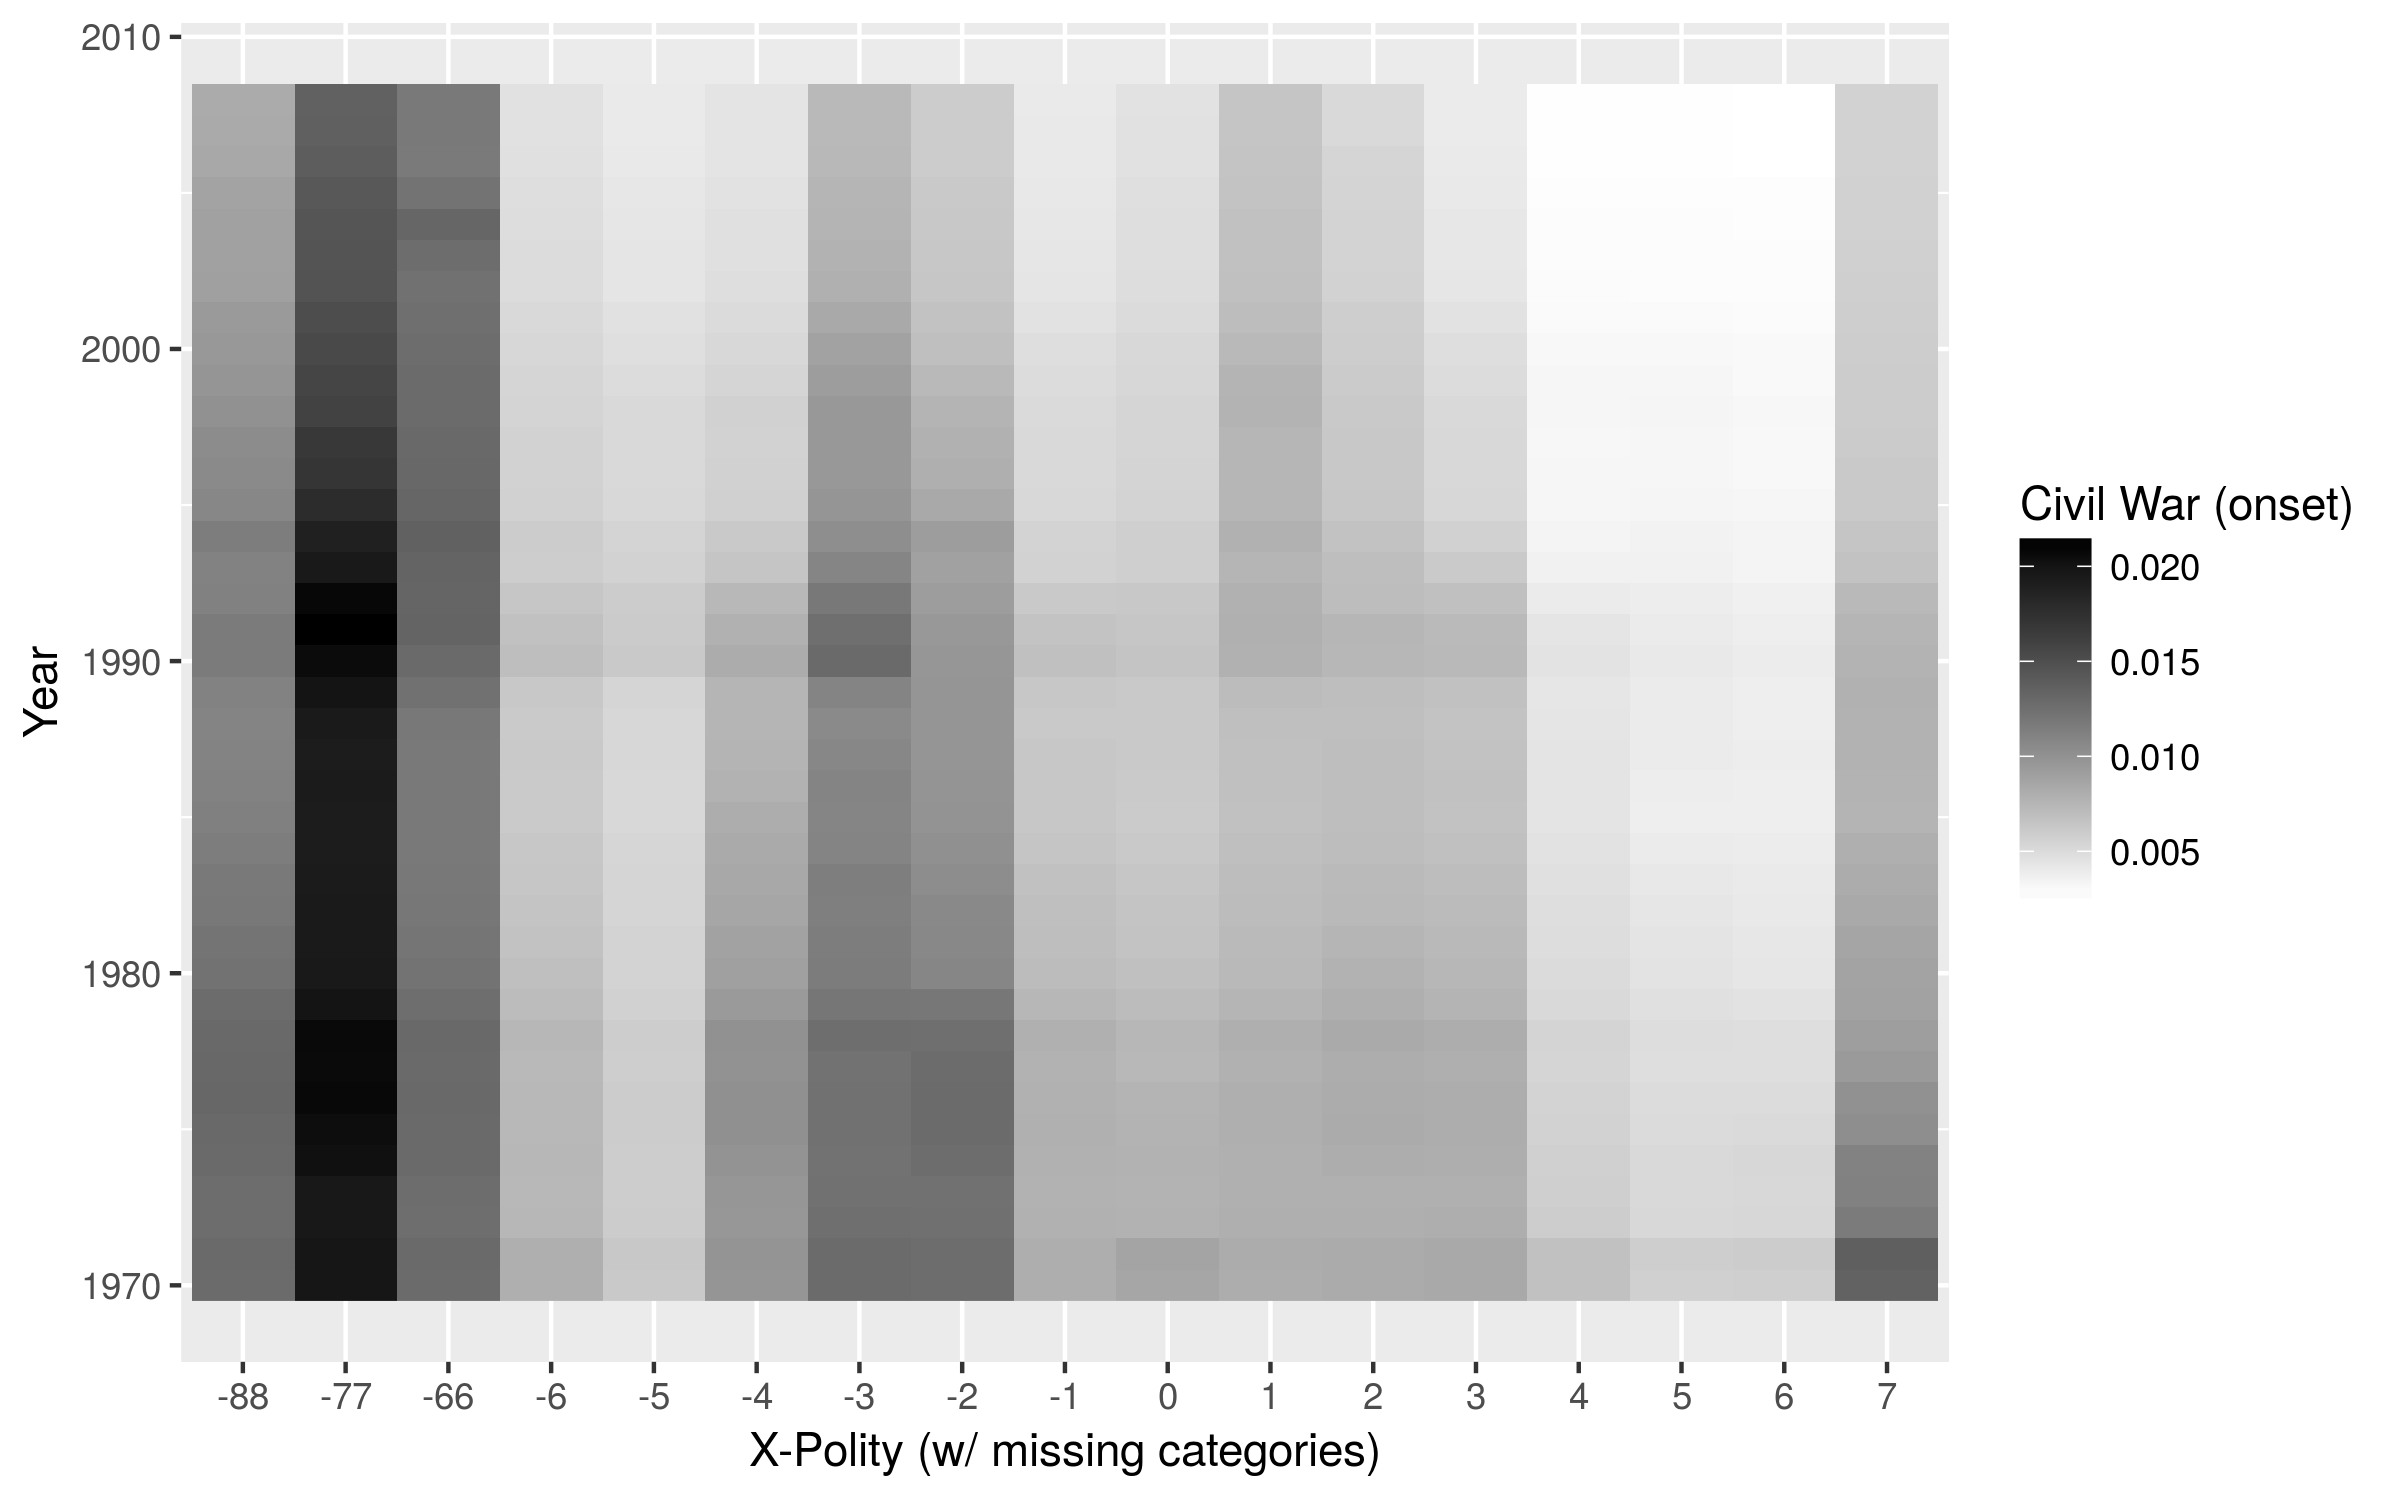 2010
2000
1990
1980
1970
Year
-88 -77 -66 -6 -5 -4 -3 -2 -1 0 1 2 3 4 5 6 7
X-Polity (w/ missing categories)
Civil War (onset)
0.020
0.015
0.010
0.005